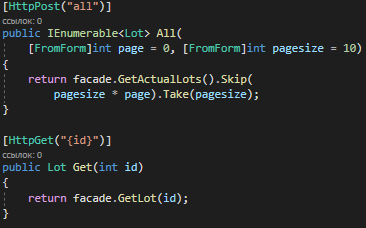 [HttpPost("all")]
ссылок: 0
public IEnumerable<Lot> All(
    [FromForm]int page = 0, [FromForm]int pagesize = 10)
{
    return facade.GetActualLots().Skip(
        pagesize * page).Take(pagesize);
}
[HttpGet("{id}")]
ссылок: 0
public Lot Get(int id)
{
    return facade.GetLot(id);
}